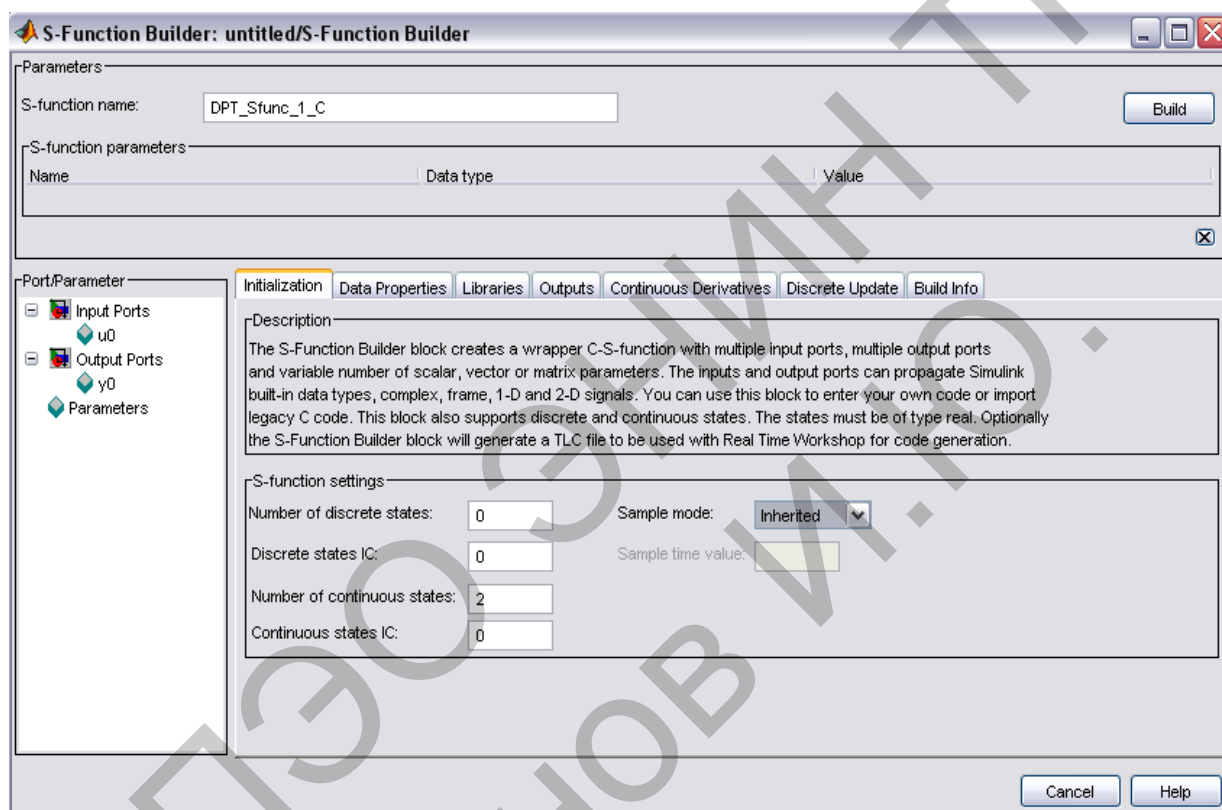 S-Function Builder: untitled/S-Function Builder
Parameters
S-function name: DPT_Sfunc_1_C Build
S-function parameters
Name Data type Value
Port/Parameter
Input Ports
u0
Output Ports
y0
Parameters
Initialization Data Properties Libraries Outputs Continuous Derivatives Discrete Update Build Info
Description
The S-Function Builder block creates a wrapper C-S-function with multiple input ports, multiple output ports
and variable number of scalar, vector or matrix parameters. The inputs and output ports can propagate Simulink
built-in data types, complex, frame, 1-D and 2-D signals. You can use this block to enter your own code or import
legacy C code. This block also supports discrete and continuous states. The states must be of type real. Optionally
the S-Function Builder block will generate a TLC file to be used with Real Time Workshop for code generation.
S-function settings
Number of discrete states: 0 Sample mode: Inherited
Discrete states IC: 0 Sample time value:
Number of continuous states: 2
Continuous states IC: 0
Cancel Help
ПЭО ЭНИН
НОВ И.Ю.